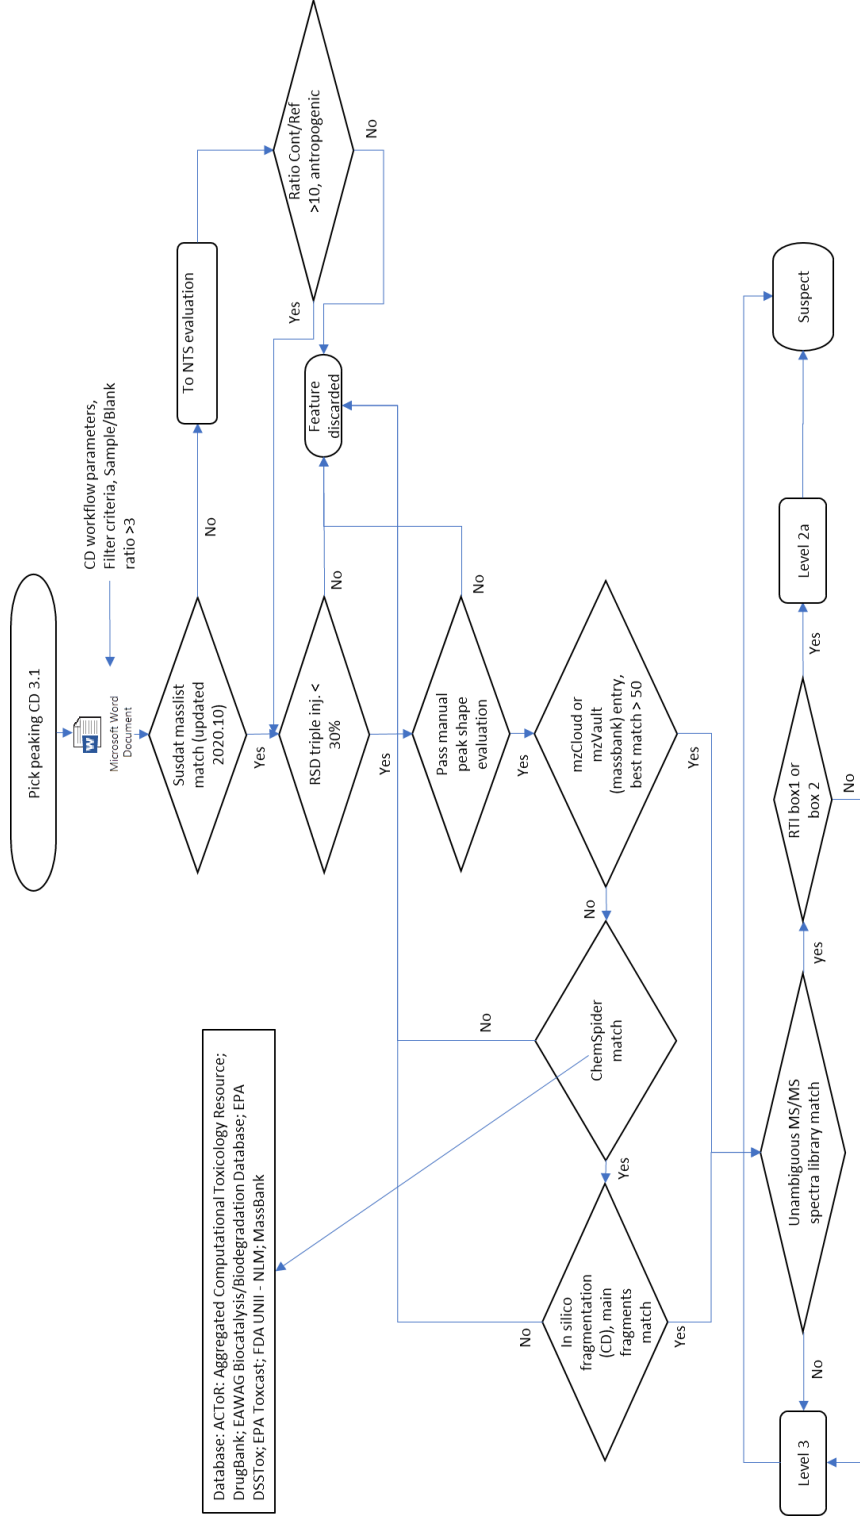 Pick peaking CD 3.1
Microsoft Word
Document
CD workflow parameters,
Filter criteria, Sample/Blank
ratio >3
Susdat masslist
match (updated
2020.10)
No
To NTS evaluation
Ratio Cont/Ref
>10, antropogenic
No
Yes
Yes
RSD triple inj. <
30%
No
Feature
discarded
Yes
Pass manual
peak shape
evaluation
No
Yes
mzCloud or
mzVault
(massbank) entry,
best match > 50
No
Yes
ChemSpider
match
No
Yes
Database: ACToR: Aggregated Computational Toxicology Resource;
DrugBank; EAWAG Biocatalysis/Biodegradation Database; EPA
DSSTox; EPA Toxcast; FDA UNII - NLM; MassBank
In silico
fragmentation
(CD), main
fragments
match
No
Yes
Unambiguous MS/MS
spectra library match
No
yes
Level 3
RTI box1 or
box 2
No
Yes
Level 2a
Suspect